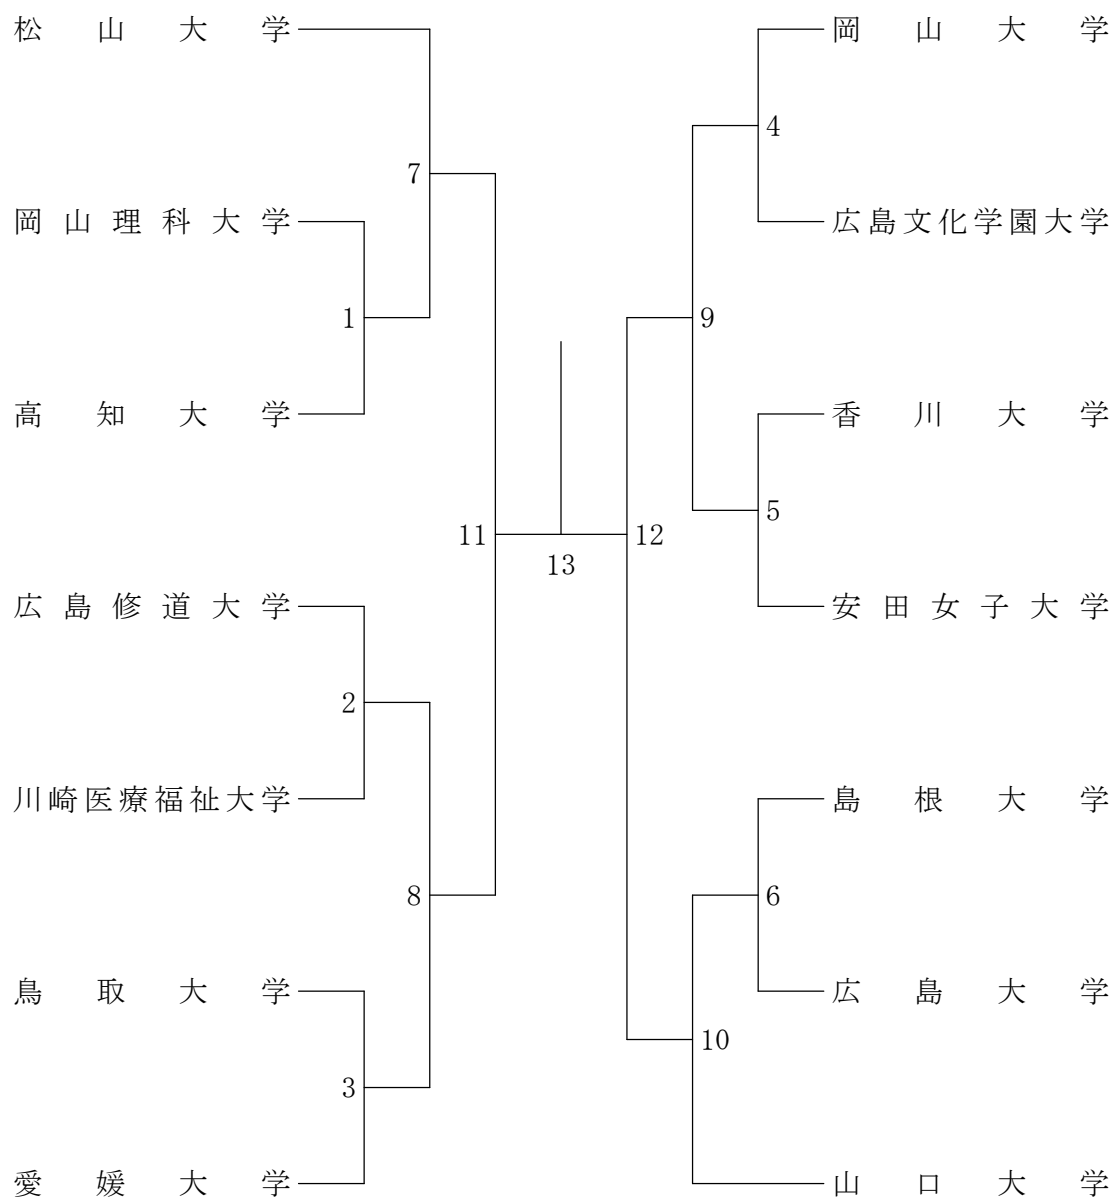 松山大学
岡山大学
4
7
岡山理科大学
広島文化学園大学
1
9
高知大学
香川大学
5
11
12
13
広島修道大学
安田女子大学
2
川崎医療福祉大学
島根大学
8
6
鳥取大学
広島大学
10
3
愛媛大学
山口大学